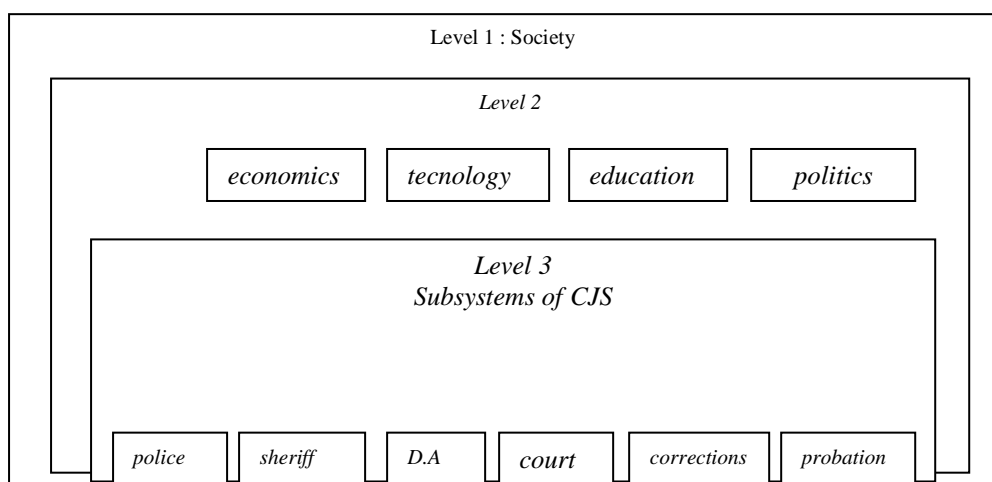 Level 1 : Society
Level 2
economics tecnology education politics
Level 3
Subsystems of CJS
police sheriff D.A court corrections probation